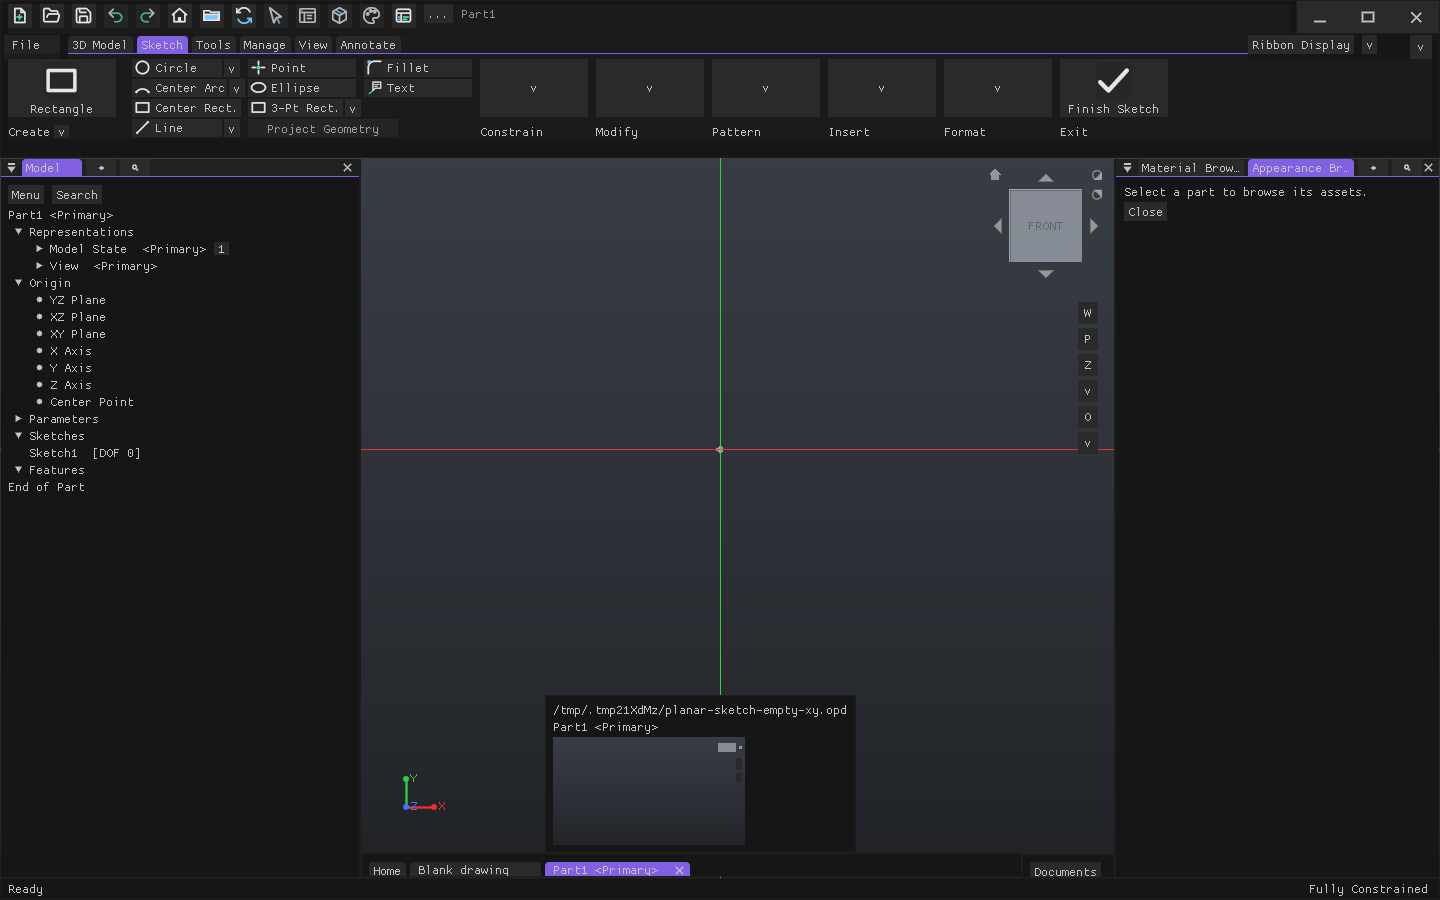 ... Part1
File 3D Model Sketch Tools Manage View Annotate Ribbon Display v v
Circle v Point Fillet
Center Arc v Ellipse Text v v v v v
Rectangle Center Rect. 3-Pt Rect. v Finish Sketch
Create v Line v Project Geometry Constrain Modify Pattern Insert Format Exit
Model
Material Brow… Appearance Br…
Menu Search
Select a part to browse its assets.
Close
Part1 <Primary>
Representations
Model State <Primary> 1
View <Primary>
Origin
YZ Plane
XZ Plane
XY Plane
X Axis
Y Axis
Z Axis
Center Point
Parameters
Sketches
Sketch1 [DOF 0]
Features
End of Part
FRONT
W
P
Z
v
O
v
Y
Z X
/tmp/.tmp21XdMz/planar-sketch-empty-xy.opd
Part1 <Primary>
Home Blank drawing Part1 <Primary> Documents
Ready Fully Constrained